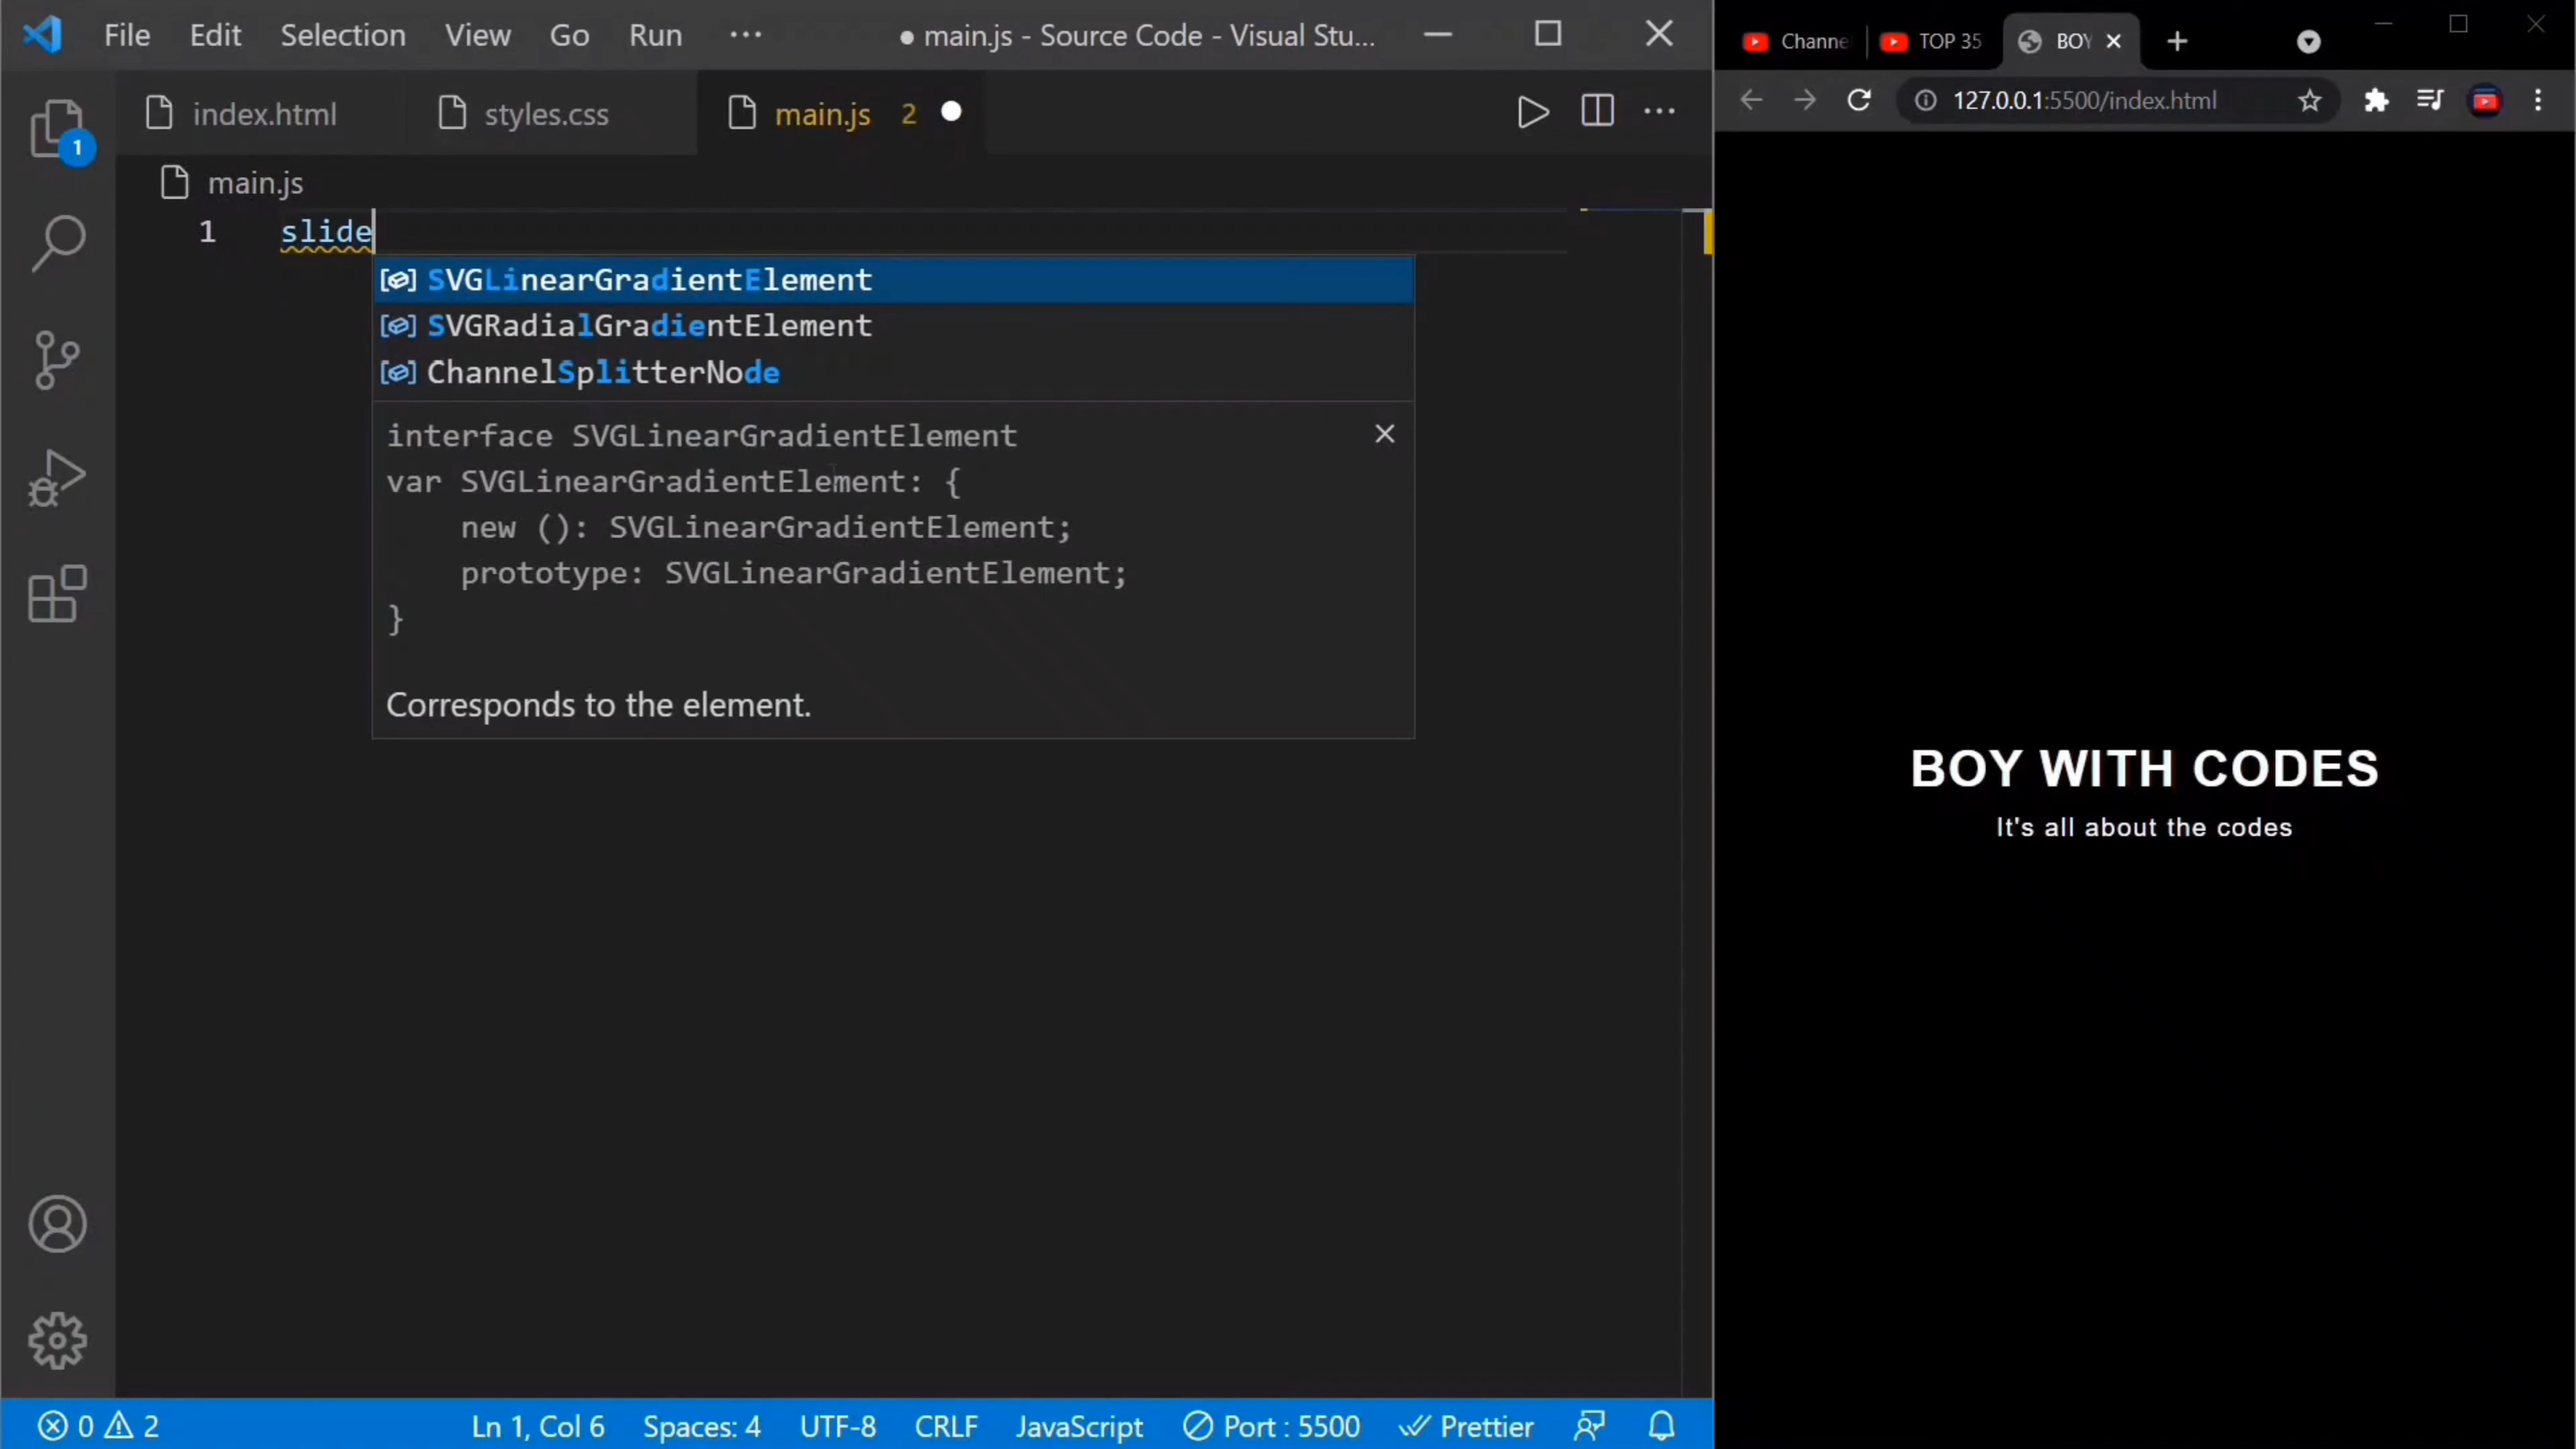 File Edit Selection View Go Run ··· ● main.js - Source Code - Visual Stu...
index.html styles.css main.js 2
1
main.js
1 slide
SVGLinearGradientElement
SVGRadialGradientElement
ChannelSplitterNode
interface SVGLinearGradientElement
var SVGLinearGradientElement: {
new (): SVGLinearGradientElement;
prototype: SVGLinearGradientElement;
}
Corresponds to the element.
0 2 Ln 1, Col 6 Spaces: 4 UTF-8 CRLF JavaScript Port : 5500 Prettier
Channe TOP 35 BOY
127.0.0.1:5500/index.html
BOY WITH CODES
It's all about the codes